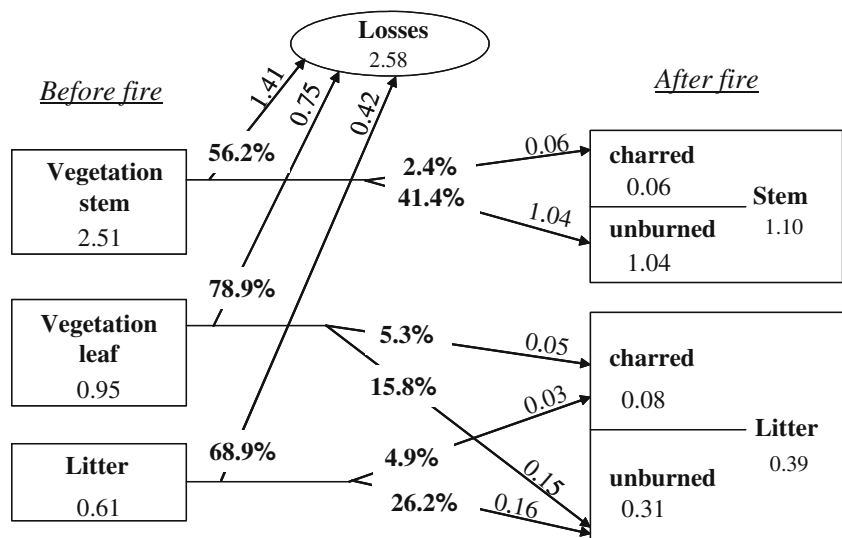 Losses
2.58
Before fire
After fire
1.41
0.75
0.42
Vegetation
stem
2.51
56.2%
2.4%
41.4%
0.06
1.04
charred
0.06
Stem
1.10
unburned
1.04
Vegetation
leaf
0.95
78.9%
5.3%
15.8%
0.05
0.15
charred
0.08
Litter
0.39
unburned
0.31
Litter
0.61
68.9%
4.9%
26.2%
0.03
0.16